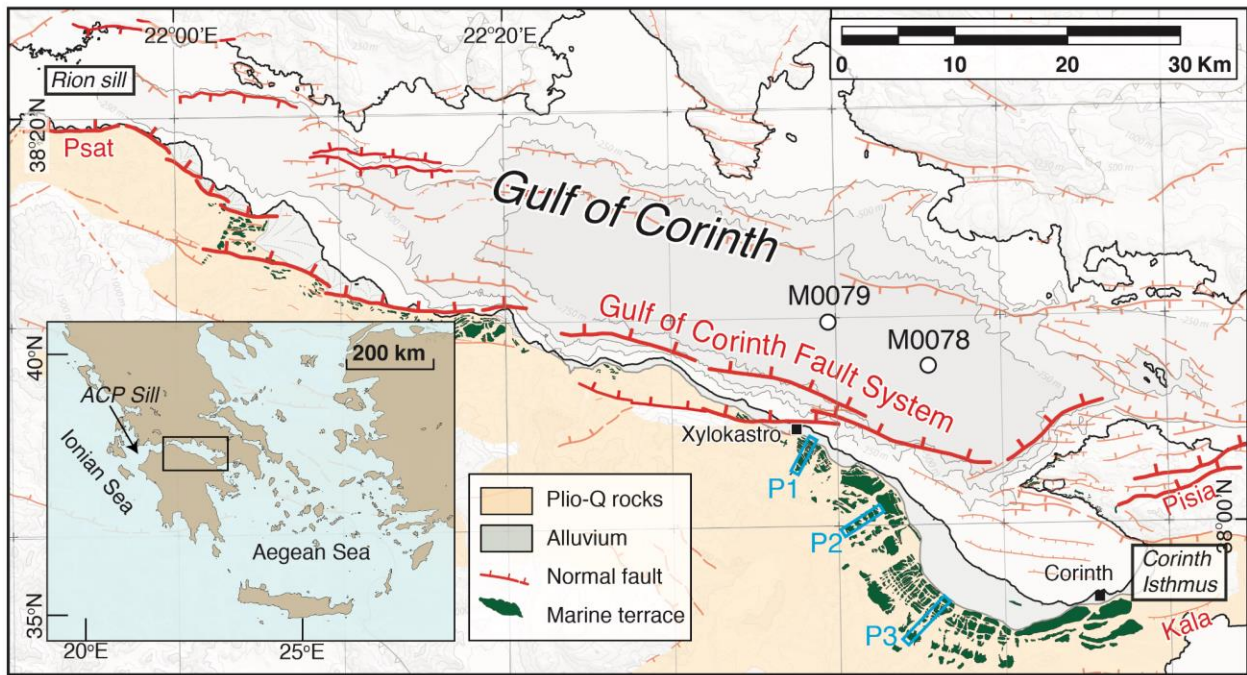 22°00'E
22°20'
0 10 23 30 Km
Rion sill
38°20'N
Psat
Gulf of Corinth
M0079
M0078
Gulf of Corinth Fault System
Xylokastro
P1
P2
P3
Pisia
38°00'N
Corinth
Corinth
Isthmus
Kála
200 km
ACP Sill
Ionian Sea
Aegean Sea
40°N
35°N
20°E
25°E
Plio-Q rocks
Alluvium
Normal fault
Marine terrace